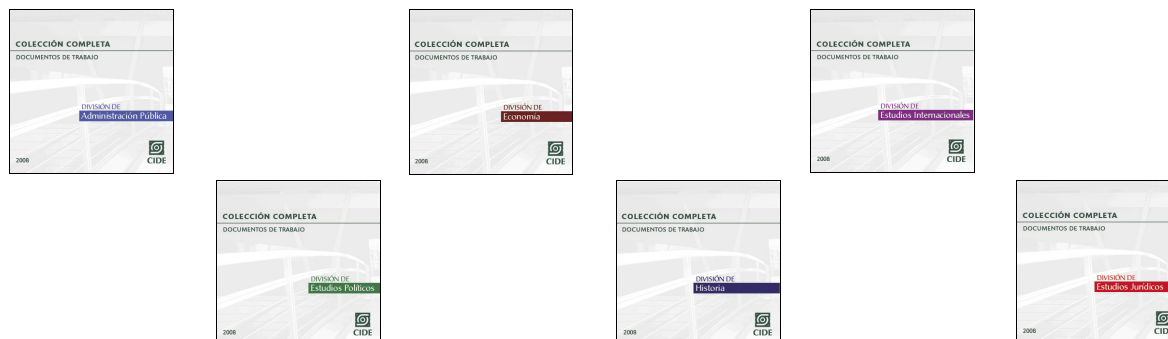 COLECCIÓN COMPLETA
DOCUMENTOS DE TRABAJO
DIVISIÓN DE
Administración Pública
2008
CIDE
COLECCIÓN COMPLETA
DOCUMENTOS DE TRABAJO
DIVISIÓN DE
Economía
2008
CIDE
COLECCIÓN COMPLETA
DOCUMENTOS DE TRABAJO
DIVISIÓN DE
Estudios Internacionales
2008
CIDE
COLECCIÓN COMPLETA
DOCUMENTOS DE TRABAJO
DIVISIÓN DE
Estudios Políticos
2008
CIDE
COLECCIÓN COMPLETA
DOCUMENTOS DE TRABAJO
DIVISIÓN DE
Historia
2008
CIDE
COLECCIÓN COMPLETA
DOCUMENTOS DE TRABAJO
DIVISIÓN DE
Estudios Jurídicos
2008
CID